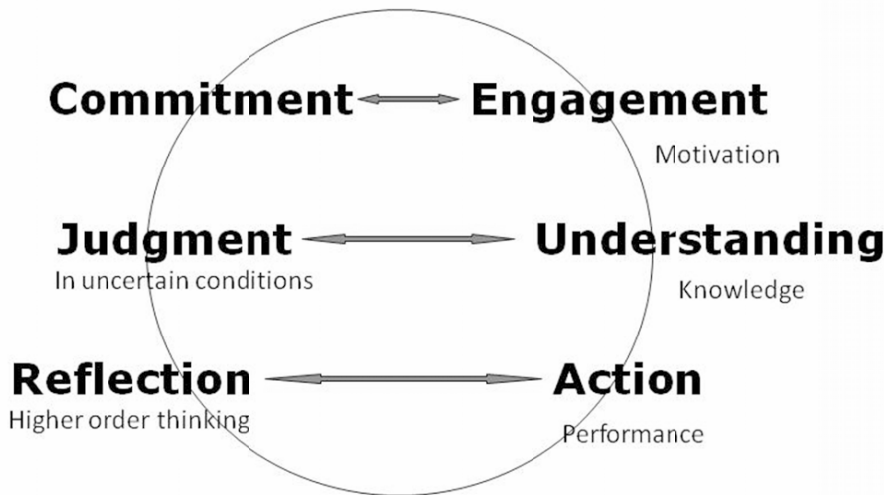 Commitment Engagement
Motivation
Judgment Understanding
In uncertain conditions
Knowledge
Reflection Action
Higher order thinking
Performance